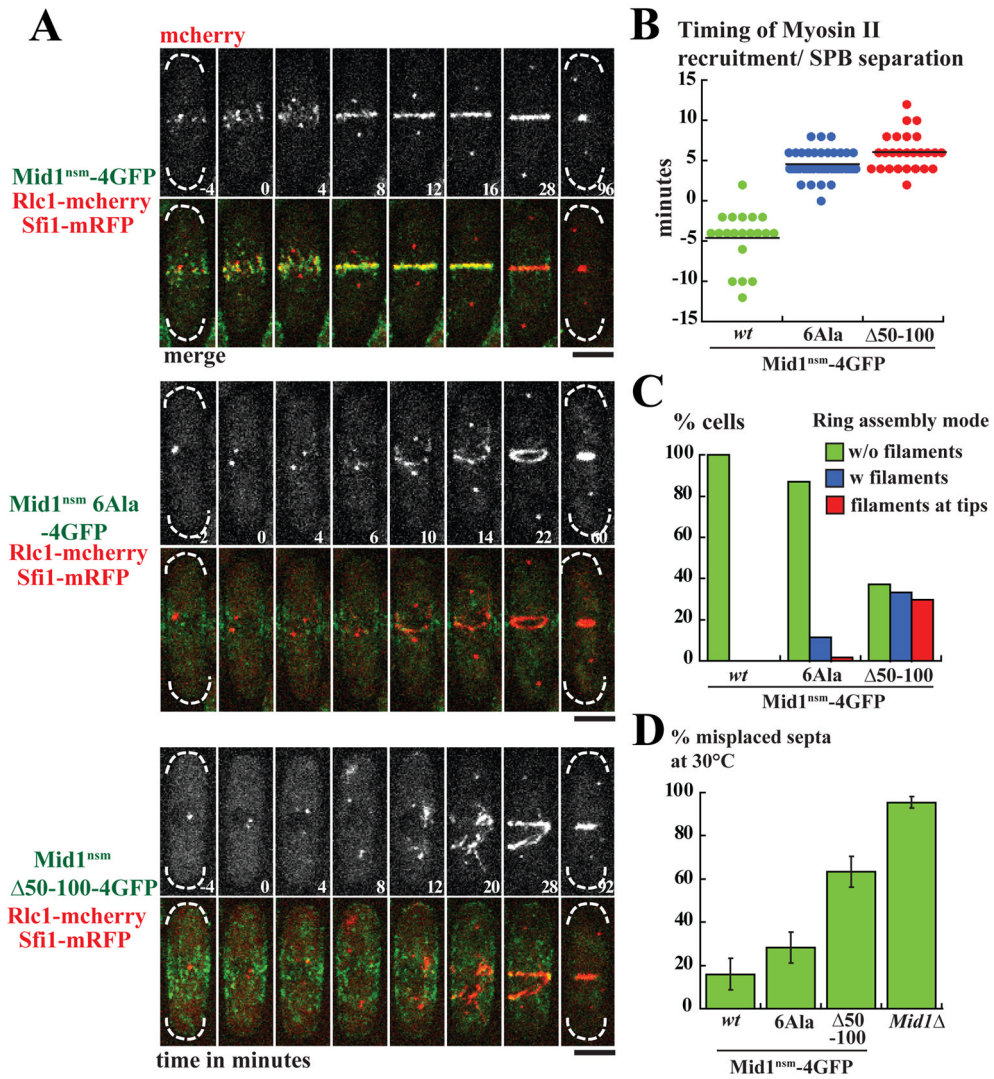 A
mcherry
-4 0 4 8 12 16 28 96
Mid1nsm-4GFP
Rlc1-mcherry
Sfi1-mRFP
merge
-2 0 4 6 10 14 22 60
Mid1nsm 6Ala
-4GFP
Rlc1-mcherry
Sfi1-mRFP
-4 0 4 8 12 20 28 92
Mid1nsm
Δ50-100-4GFP
Rlc1-mcherry
Sfi1-mRFP
time in minutes
B
Timing of Myosin II
recruitment/ SPB separation
minutes
15
10
5
0
-5
-10
-15
wt 6Ala Δ50-100
Mid1nsm-4GFP
C
% cells
Ring assembly mode
w/o filaments
w filaments
filaments at tips
100
80
60
40
20
0
wt 6Ala Δ50-100
Mid1nsm-4GFP
D
% misplaced septa
at 30°C
100
80
60
40
20
0
wt 6Ala Δ50
-100 Mid1Δ
Mid1nsm-4GFP